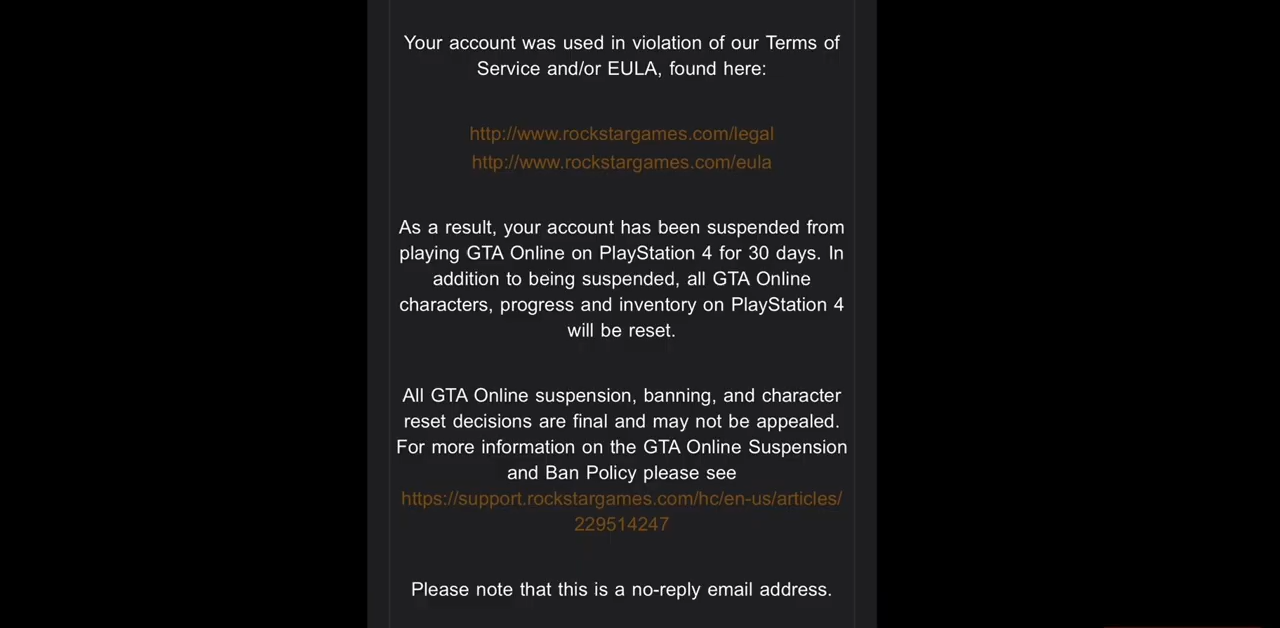 Your account was used in violation of our Terms of
Service and/or EULA, found here:
http://www.rockstargames.com/legal
http://www.rockstargames.com/eula
As a result, your account has been suspended from
playing GTA Online on PlayStation 4 for 30 days. In
addition to being suspended, all GTA Online
characters, progress and inventory on PlayStation 4
will be reset.
All GTA Online suspension, banning, and character
reset decisions are final and may not be appealed.
For more information on the GTA Online Suspension
and Ban Policy please see
https://support.rockstargames.com/hc/en-us/articles/
229514247
Please note that this is a no-reply email address.